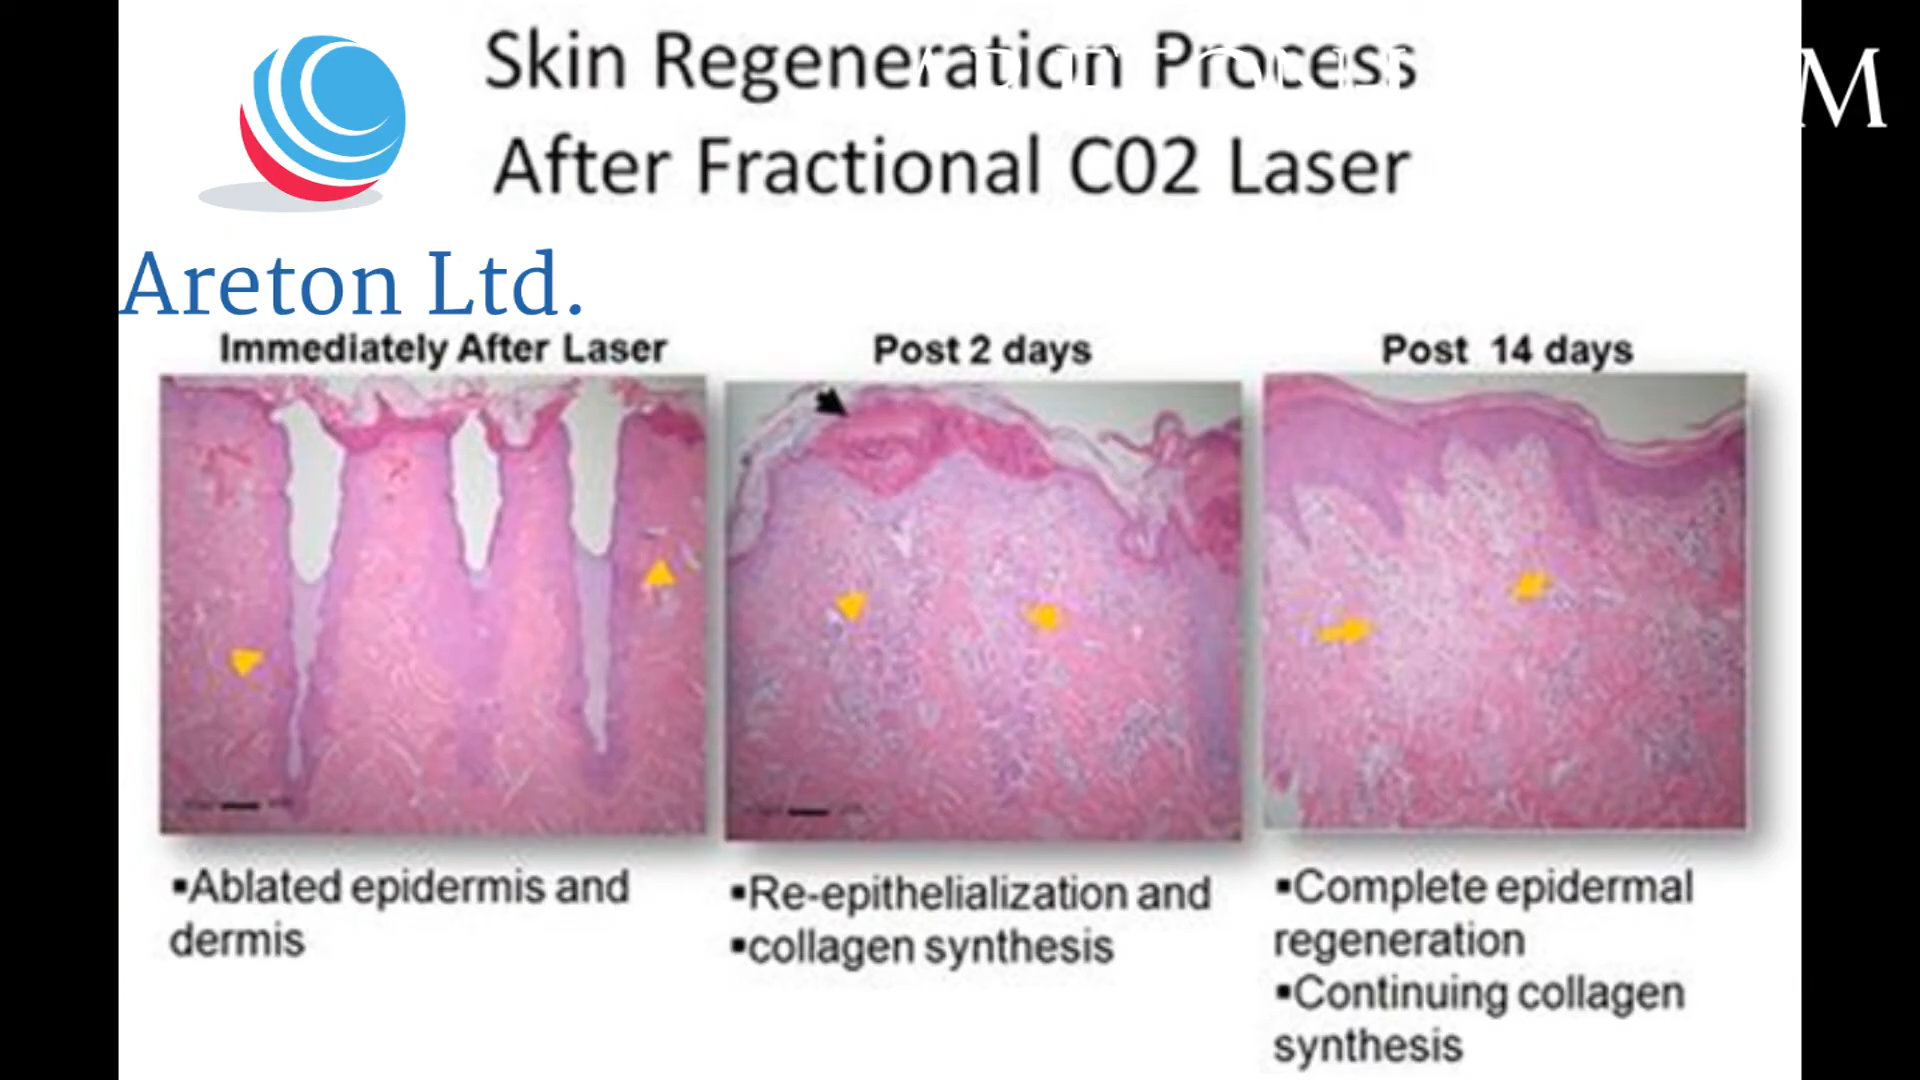 Skin Regeneration Process
After Fractional C02 Laser
M
Areton Ltd.
Immediately After Laser
Post 2 days
Post 14 days
▪Ablated epidermis and
dermis
▪Re-epithelialization and
▪collagen synthesis
▪Complete epidermal
regeneration
▪Continuing collagen
synthesis